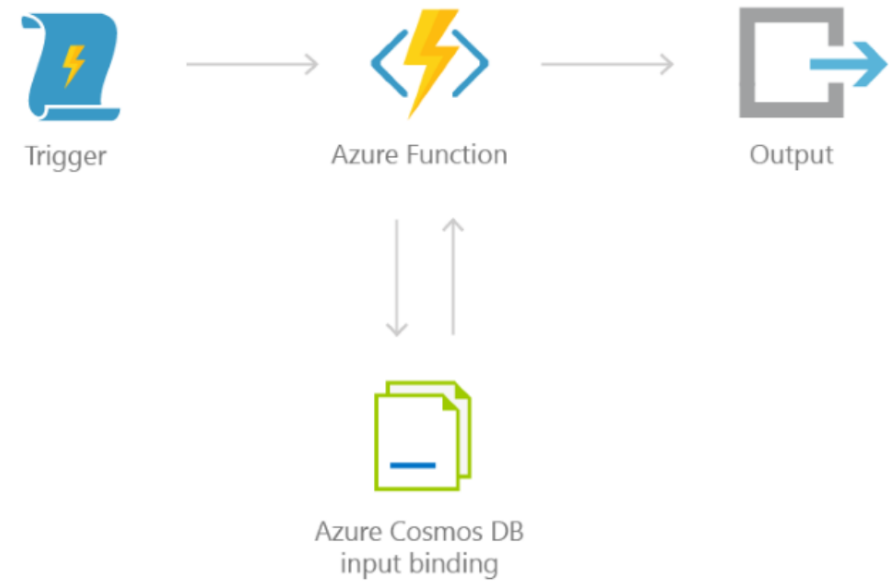 Trigger
Azure Function
Output
Azure Cosmos DB
input binding